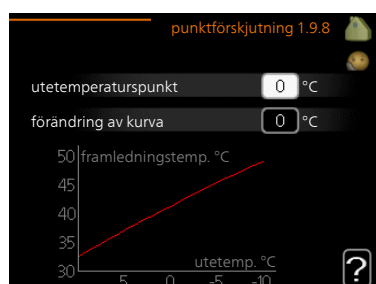 punktförskjutning 1.9.8
utetemperaturspunkt 0 °C
förändring av kurva 0 °C
50 framledningstemp. °C
45
40
35
30
utetemp. °C
5 0 -5 -10
?